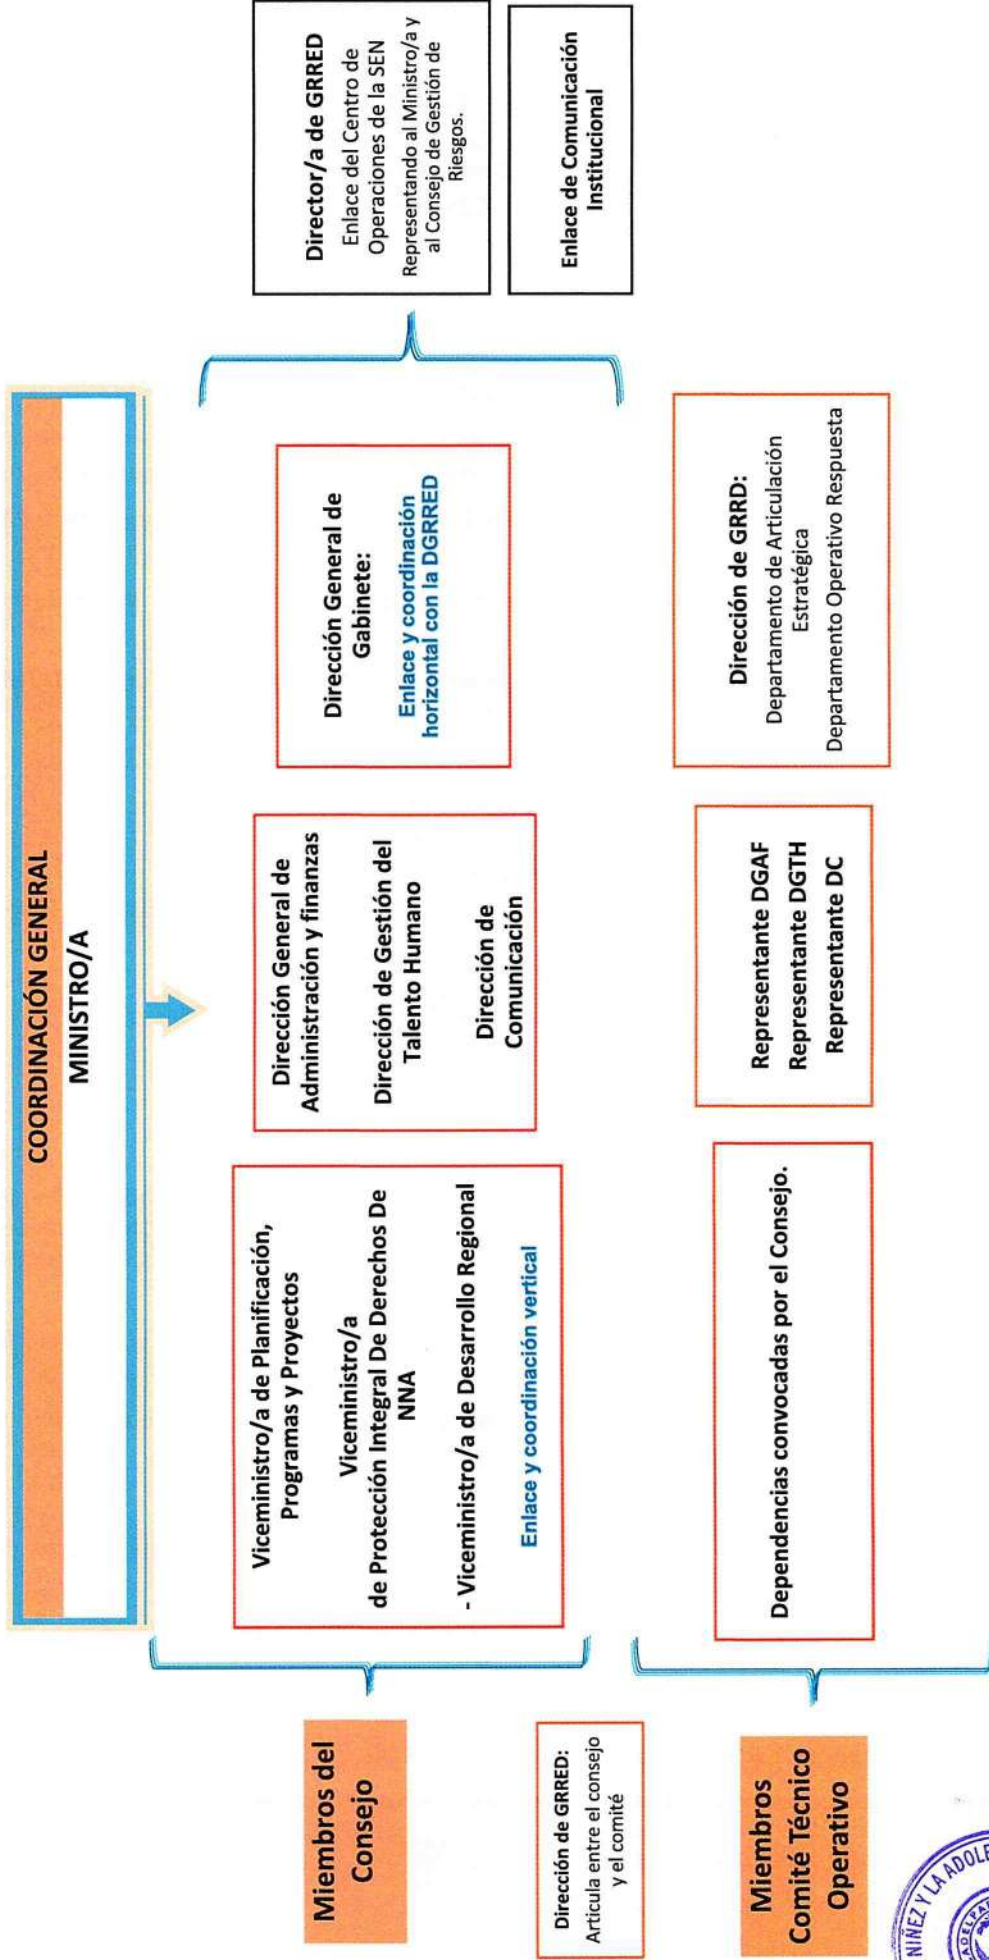 COORDINACIÓN GENERAL
MINISTRO/A
Miembros del
Consejo
Viceministro/a de Planificación,
Programas y Proyectos
Viceministro/a
de Protección Integral De Derechos De
NNA
- Viceministro/a de Desarrollo Regional
Enlace y coordinación vertical
Dirección General de
Administración y finanzas
Dirección de Gestión del
Talento Humano
Dirección de
Comunicación
Dirección General de
Gabinete:
Enlace y coordinación
horizontal con la DGRRED
Director/a de GRRED
Enlace del Centro de
Operaciones de la SEN
Representando al Ministro/a y
al Consejo de Gestión de
Riesgos.
Enlace de Comunicación
Institucional
Dirección de GRRED:
Articula entre el consejo
y el comité
Miembros
Comité Técnico
Operativo
Dependencias convocadas por el Consejo.
Representante DGAF
Representante DGTH
Representante DC
Dirección de GRRD:
Departamento de Articulación
Estratégica
Departamento Operativo Respuesta
NIÑEZ Y LA ADOLE